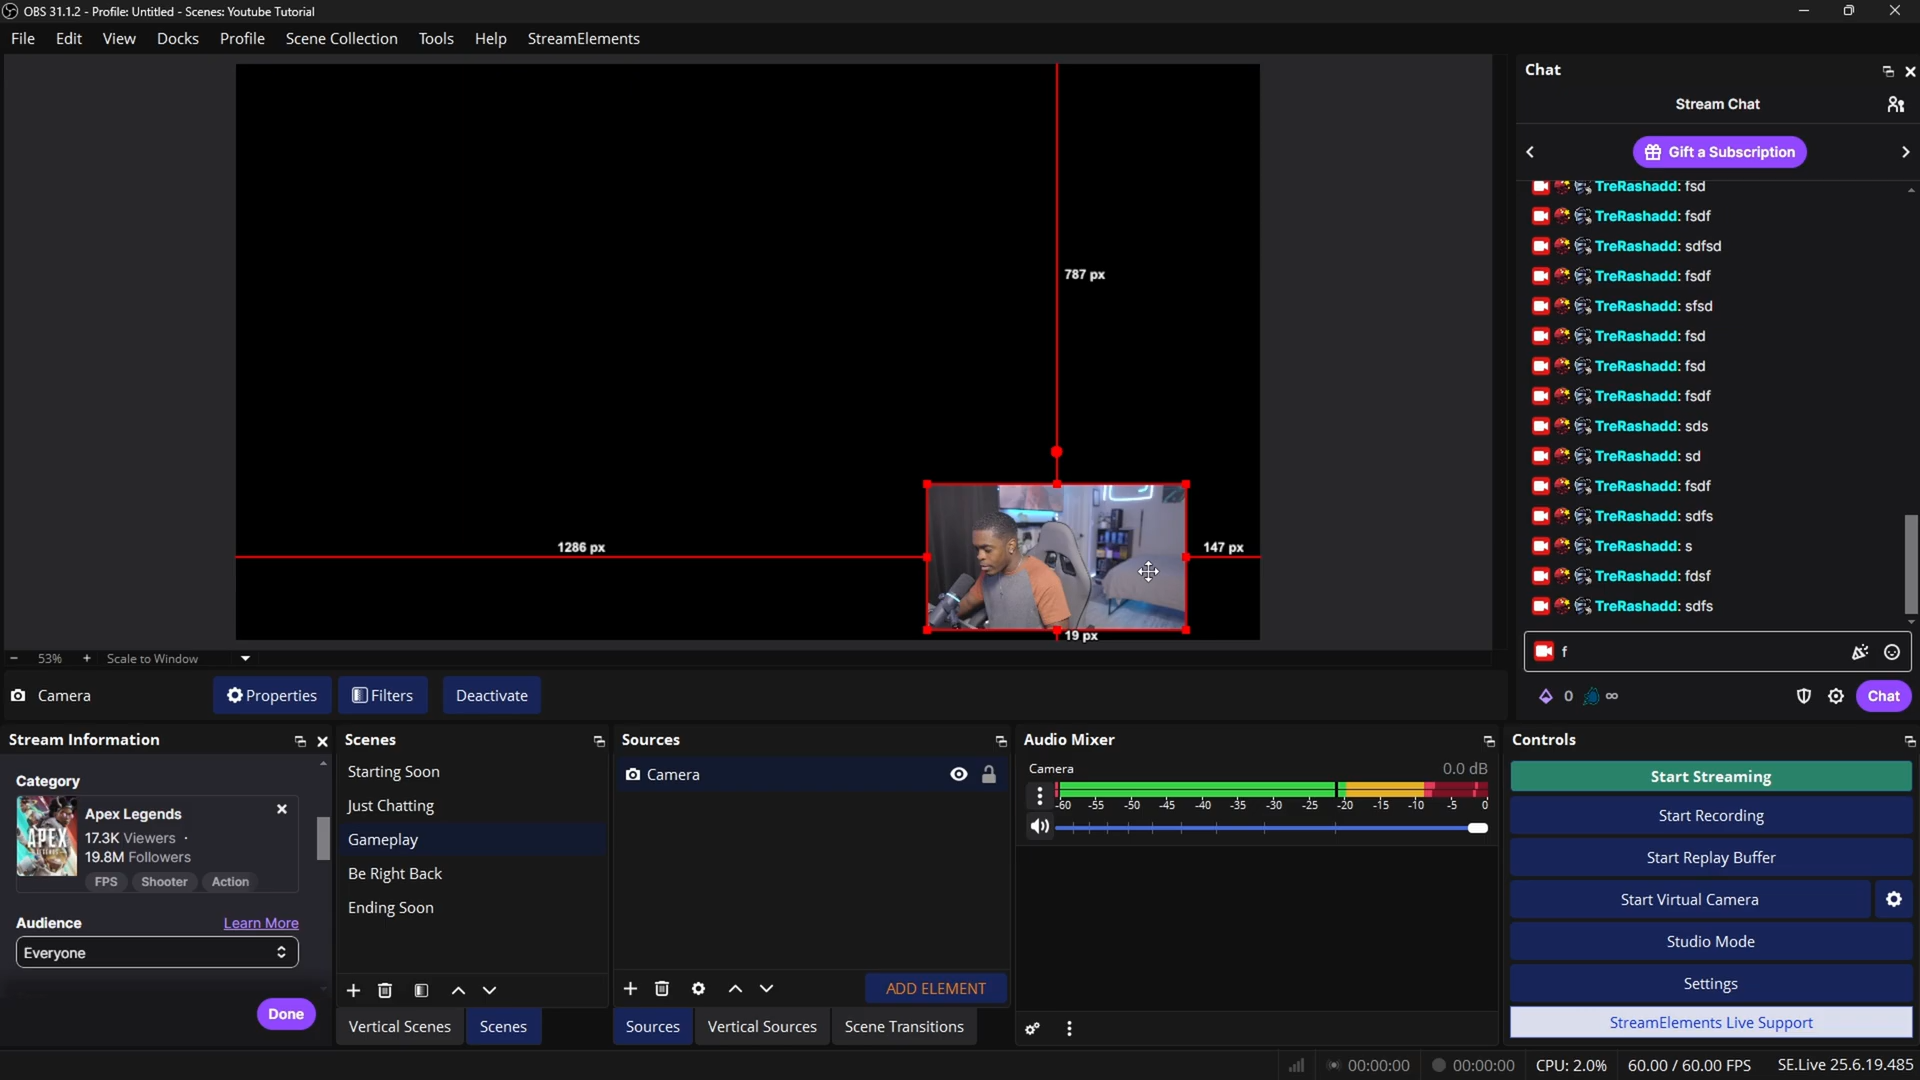 OBS 31.1.2 - Profile: Untitled - Scenes: Youtube Tutorial
File Edit View Docks Profile Scene Collection Tools Help StreamElements
787 px
1286 px
147 px
19 px
53% Scale to Window
Camera Properties Filters Deactivate
Chat
Stream Chat
Gift a Subscription
TreRashadd: fsd
TreRashadd: fsdf
TreRashadd: sdfsd
TreRashadd: fsdf
TreRashadd: sfsd
TreRashadd: fsd
TreRashadd: fsd
TreRashadd: fsdf
TreRashadd: sds
TreRashadd: sd
TreRashadd: fsdf
TreRashadd: sdfs
TreRashadd: s
TreRashadd: fdsf
TreRashadd: sdfs
f
0 ∞ Chat
Stream Information
Category
Apex Legends
17.3K Viewers ·
19.8M Followers
FPS Shooter Action
Audience Learn More
Everyone
Done
APEX
Scenes
Starting Soon
Just Chatting
Gameplay
Be Right Back
Ending Soon
Vertical Scenes Scenes
Sources
Camera
ADD ELEMENT
Sources Vertical Sources Scene Transitions
Audio Mixer
Camera 0.0 dB
-60 -55 -50 -45 -40 -35 -30 -25 -20 -15 -10 -5 0
Controls
Start Streaming
Start Recording
Start Replay Buffer
Start Virtual Camera
Studio Mode
Settings
StreamElements Live Support
00:00:00 00:00:00 CPU: 2.0% 60.00 / 60.00 FPS SE.Live 25.6.19.485